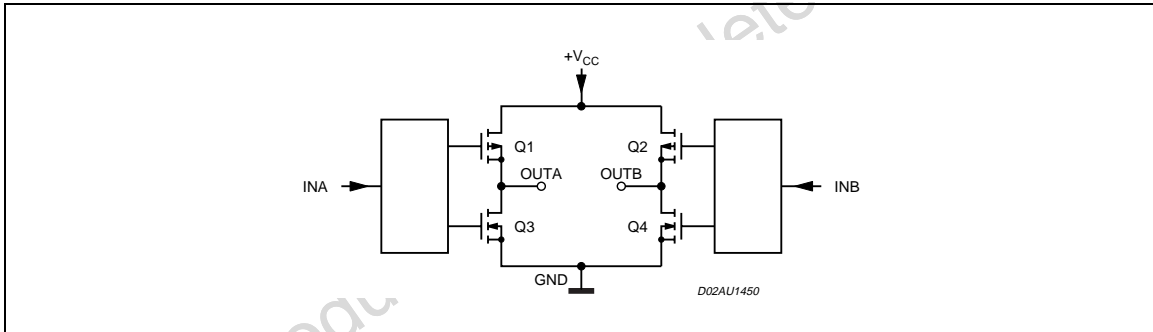 +VCC
Q1
Q2
INA
OUTA
OUTB
INB
Q3
Q4
GND
D02AU1450